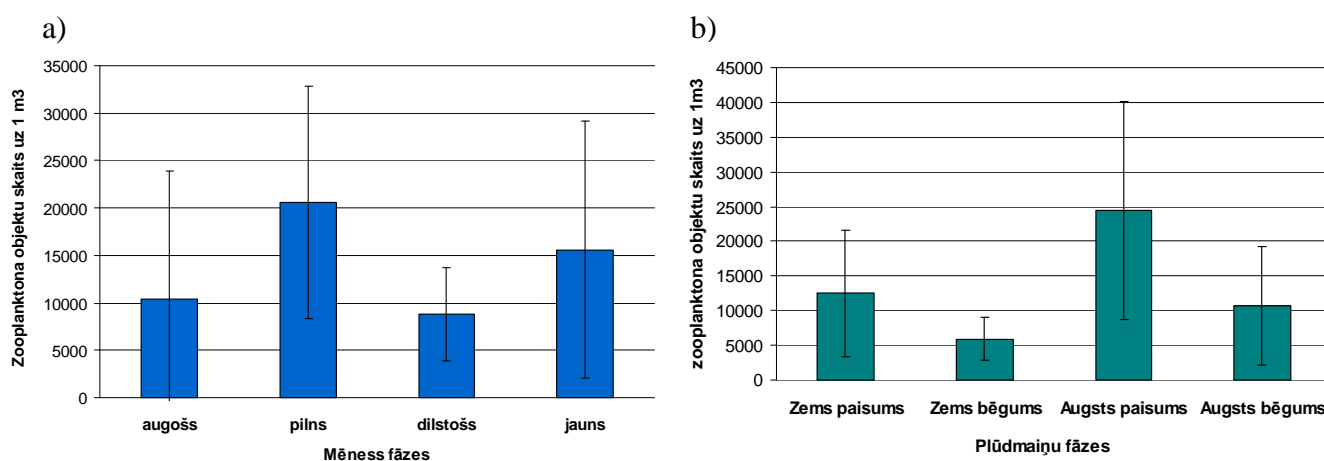 a)
Zooplanktona objektu skaits uz 1 m3
35000
30000
25000
20000
15000
10000
5000
0
augošs pilns dilstošs jauns
Mēness fāzes
b)
zooplanktona objektu skaits uz 1m3
45000
40000
35000
30000
25000
20000
15000
10000
5000
0
Zems paisums Zems bēgums Augsts paisums Augsts bēgums
Plūdmaiņu fāzes